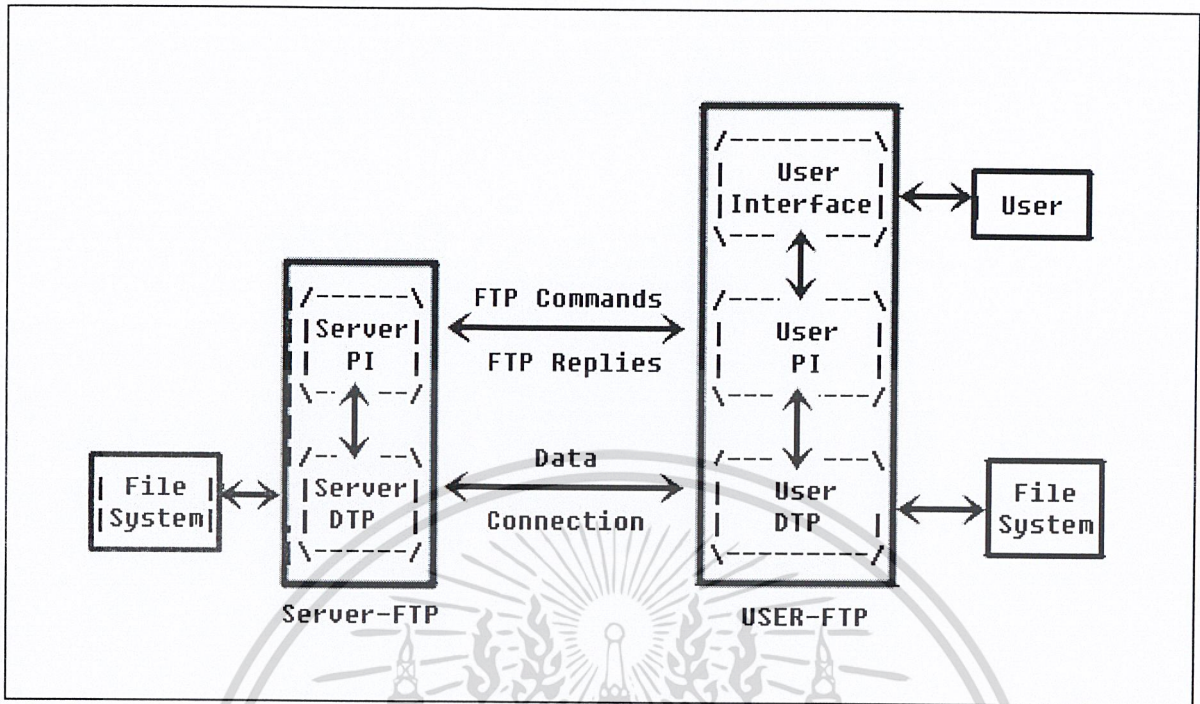 User
Interface
User
Server
PI
FTP Commands
FTP Replies
User
PI
File
System
Server
DTP
Data
Connection
User
DTP
File
System
Server-FTP
USER-FTP